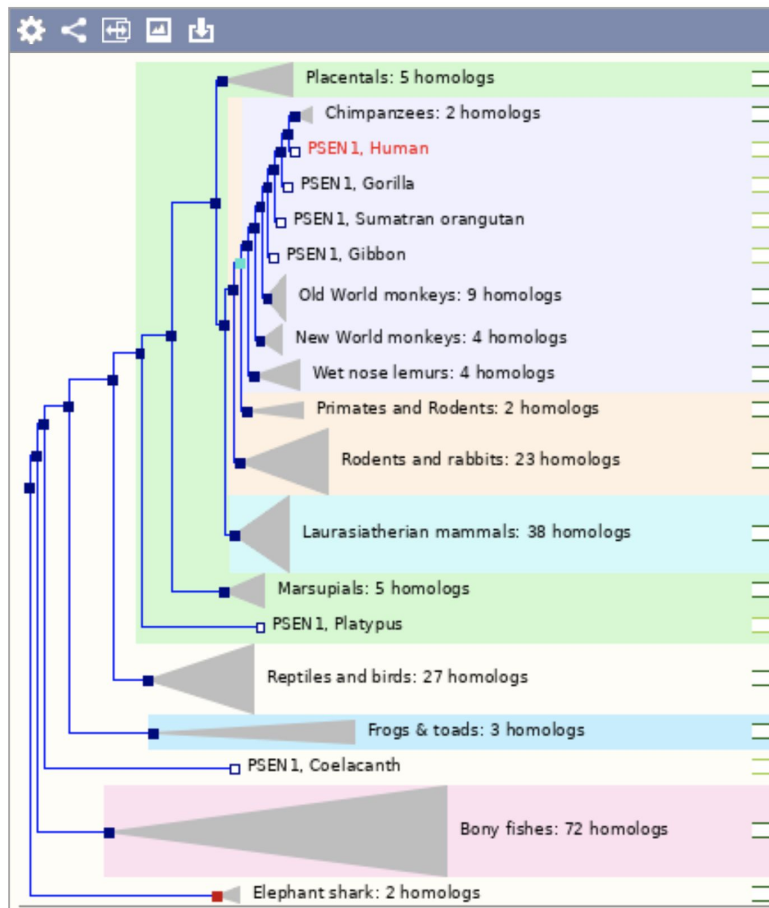 Placentals: 5 homologs
Chimpanzees: 2 homologs
PSEN1, Human
PSEN1, Gorilla
PSEN1, Sumatran orangutan
PSEN1, Gibbon
Old World monkeys: 9 homologs
New World monkeys: 4 homologs
Wet nose lemurs: 4 homologs
Primates and Rodents: 2 homologs
Rodents and rabbits: 23 homologs
Laurasiatherian mammals: 38 homologs
Marsupials: 5 homologs
PSEN1, Platypus
Reptiles and birds: 27 homologs
Frogs & toads: 3 homologs
PSEN1, Coelacanth
Bony fishes: 72 homologs
Elephant shark: 2 homologs